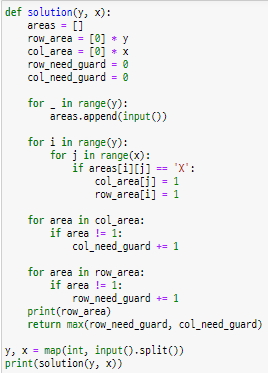 def solution(y, x):
    areas = []
    row_area = [0] * y
    col_area = [0] * x
    row_need_guard = 0
    col_need_guard = 0

    for _ in range(y):
        areas.append(input())

    for i in range(y):
        for j in range(x):
            if areas[i][j] == 'X':
                col_area[j] = 1
                row_area[i] = 1

    for area in col_area:
        if area != 1:
            col_need_guard += 1

    for area in row_area:
        if area != 1:
            row_need_guard += 1
    print(row_area)
    return max(row_need_guard, col_need_guard)

y, x = map(int, input().split())
print(solution(y, x))